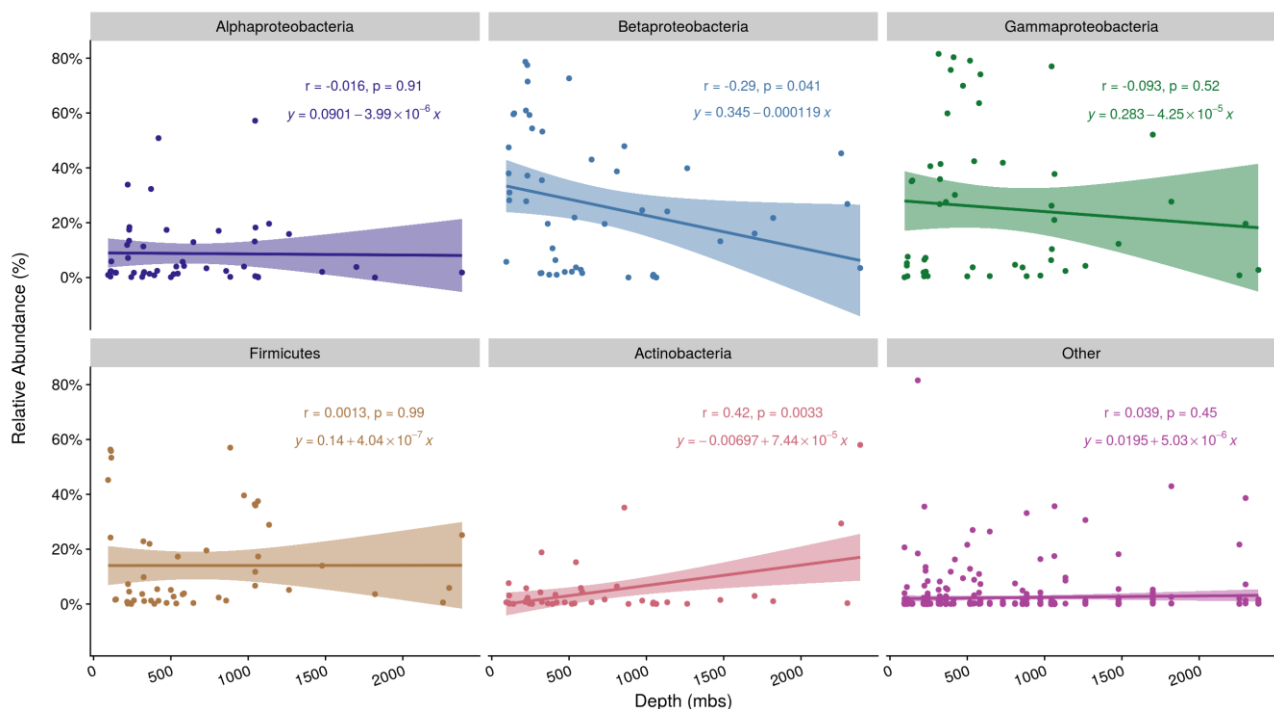 Alphaproteobacteria
Betaproteobacteria
Gammaproteobacteria
80%
60%
40%
20%
0%
r = -0.016, p = 0.91
y = 0.0901 − 3.99 × 10⁻⁶ x
r = -0.29, p = 0.041
y = 0.345 − 0.000119 x
r = -0.093, p = 0.52
y = 0.283 − 4.25 × 10⁻⁵ x
Relative Abundance (%)
Firmicutes
Actinobacteria
Other
80%
60%
40%
20%
0%
r = 0.0013, p = 0.99
y = 0.14 + 4.04 × 10⁻⁷ x
r = 0.42, p = 0.0033
y = − 0.00697 + 7.44 × 10⁻⁵ x
r = 0.039, p = 0.45
y = 0.0195 + 5.03 × 10⁻⁶ x
0 500 1000 1500 2000
0 500 1000 1500 2000
0 500 1000 1500 2000
Depth (mbs)